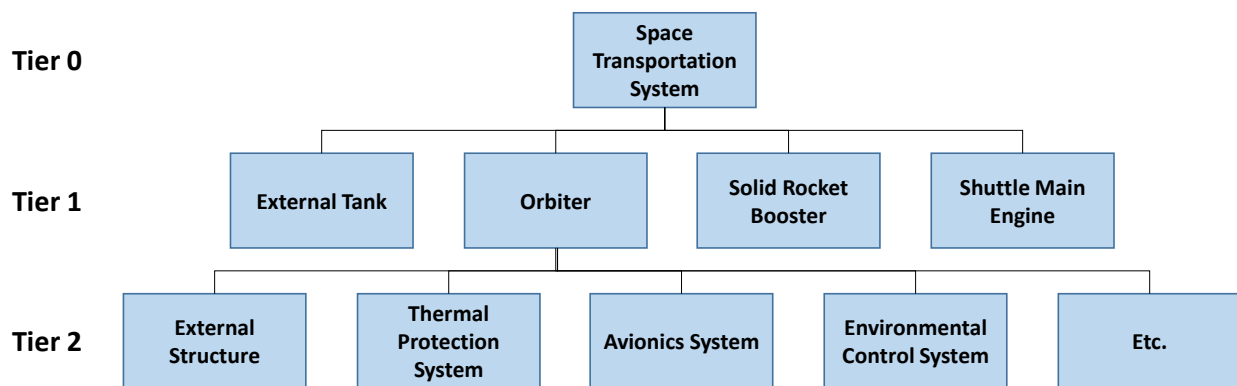 Tier 0
Space
Transportation
System
Tier 1
External Tank
Orbiter
Solid Rocket
Booster
Shuttle Main
Engine
Tier 2
External
Structure
Thermal
Protection
System
Avionics System
Environmental
Control System
Etc.